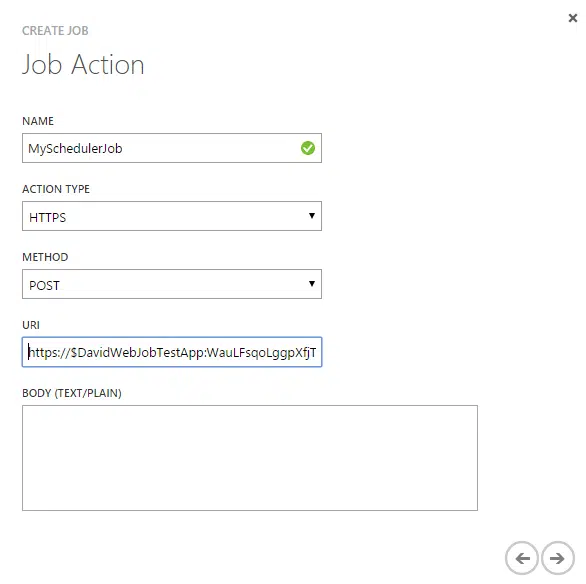 CREATE JOB
Job Action
NAME
MySchedulerJob
ACTION TYPE
HTTPS
METHOD
POST
URI
https://$DavidWebJobTestApp:WauLFsqoLggpXfjT
BODY (TEXT/PLAIN)